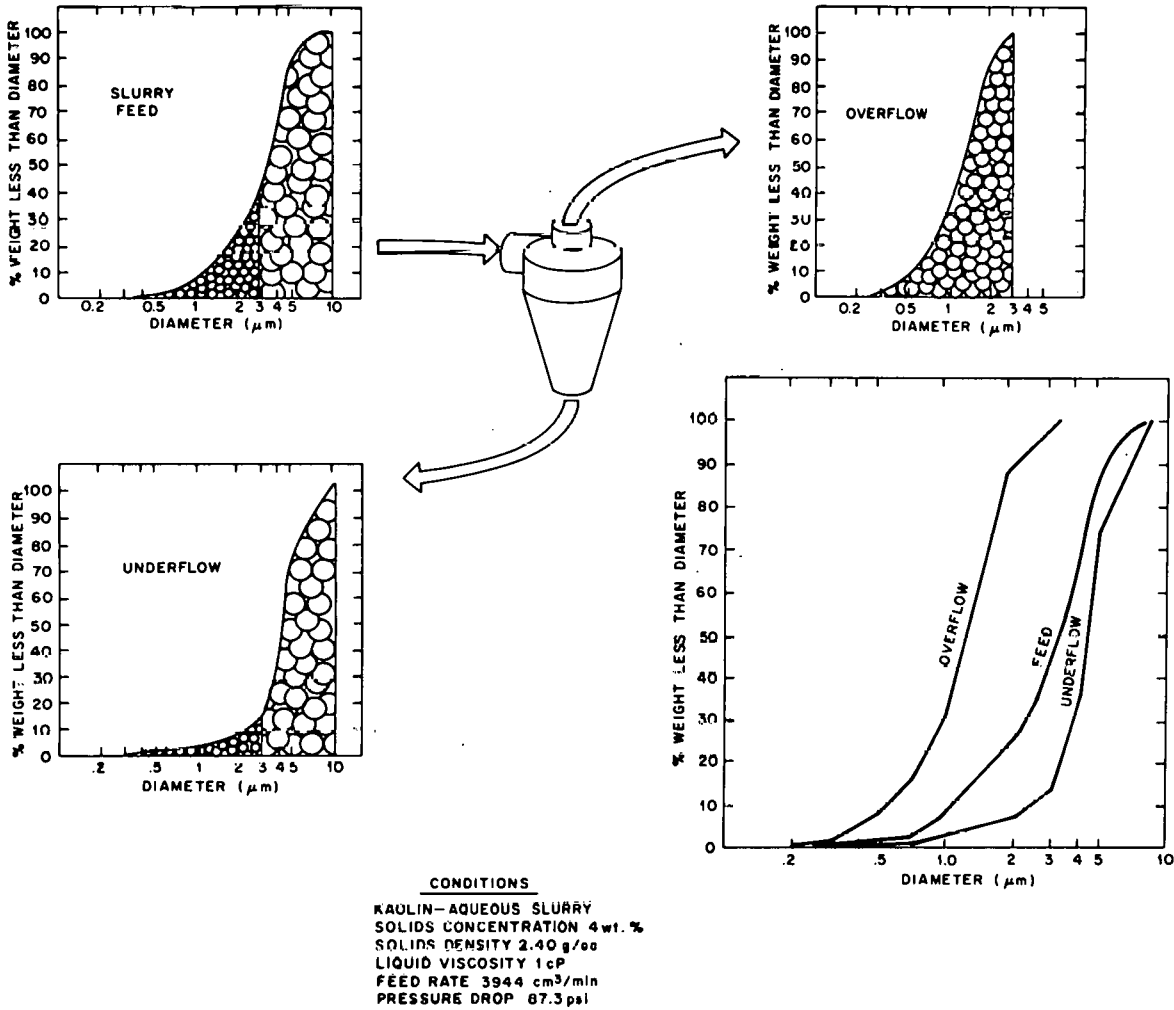 % WEIGHT LESS THAN DIAMETER
100
90
80
70
60
50
40
30
20
10
0
SLURRY
FEED
0.2 0.5 1 2 3 4 5 10
DIAMETER (μm)
% WEIGHT LESS THAN DIAMETER
100
90
80
70
60
50
40
30
20
10
0
OVERFLOW
0.2 0.5 1 2 3 4 5
DIAMETER (μm)
% WEIGHT LESS THAN DIAMETER
100
90
80
70
60
50
40
30
20
10
0
UNDERFLOW
.2 .5 1 2 3 4 5 10
DIAMETER (μm)
% WEIGHT LESS THAN DIAMETER
100
90
80
70
60
50
40
30
20
10
0
OVERFLOW
FEED
UNDERFLOW
.2 .5 1.0 2 3 4 5 10
DIAMETER (μm)
CONDITIONS
KAOLIN-AQUEOUS SLURRY
SOLIDS CONCENTRATION 4 wt. %
SOLIDS DENSITY 2.40 g/cc
LIQUID VISCOSITY 1 cP
FEED RATE 3944 cm³/min
PRESSURE DROP 87.3 psi